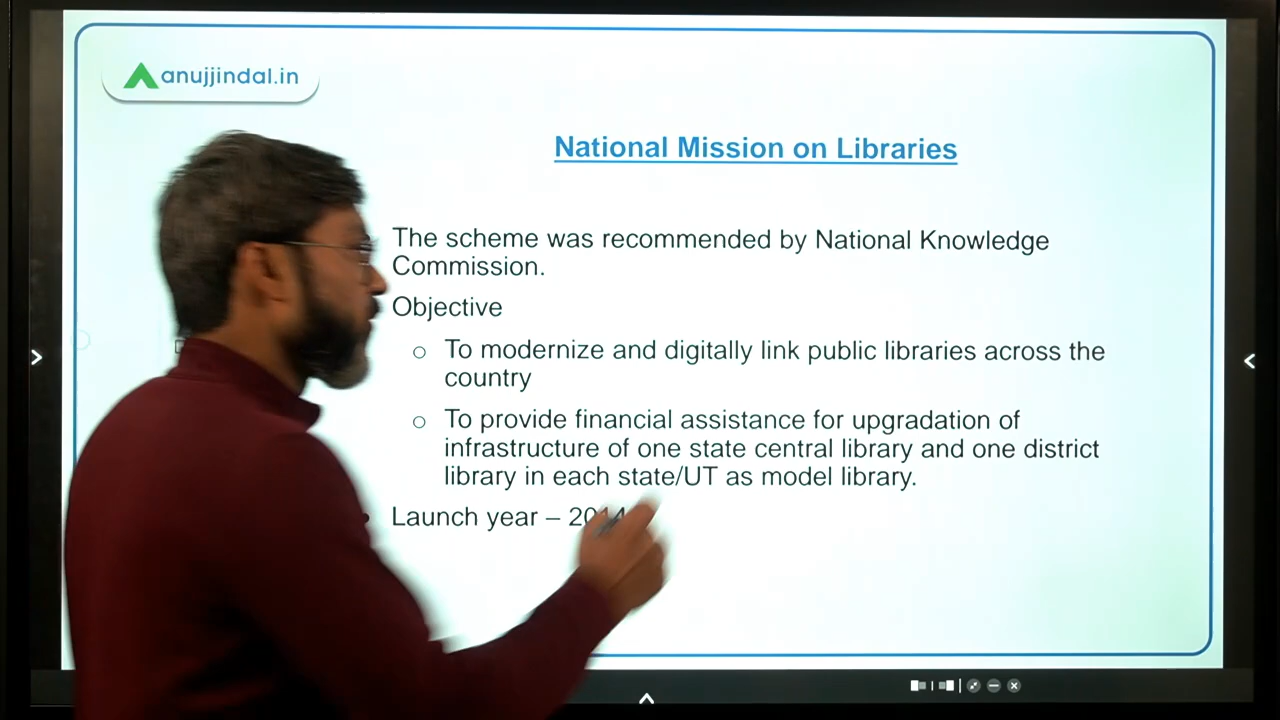 anujjindal.in
National Mission on Libraries
The scheme was recommended by National Knowledge
Commission.
Objective
To modernize and digitally link public libraries across the
country
To provide financial assistance for upgradation of
infrastructure of one state central library and one district
library in each state/UT as model library.
Launch year – 2014